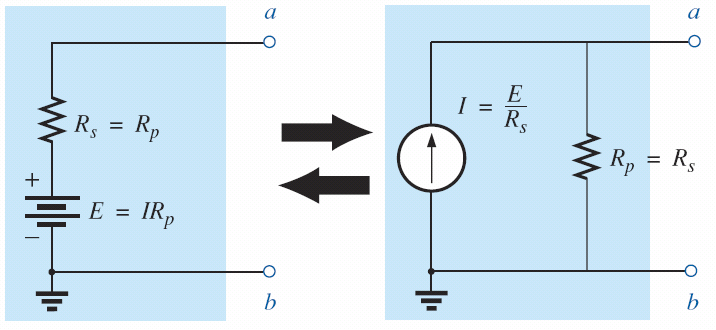 a
R_s = R_p
+
E = IR_p
−
b
a
I = E/R_s
R_p = R_s
b